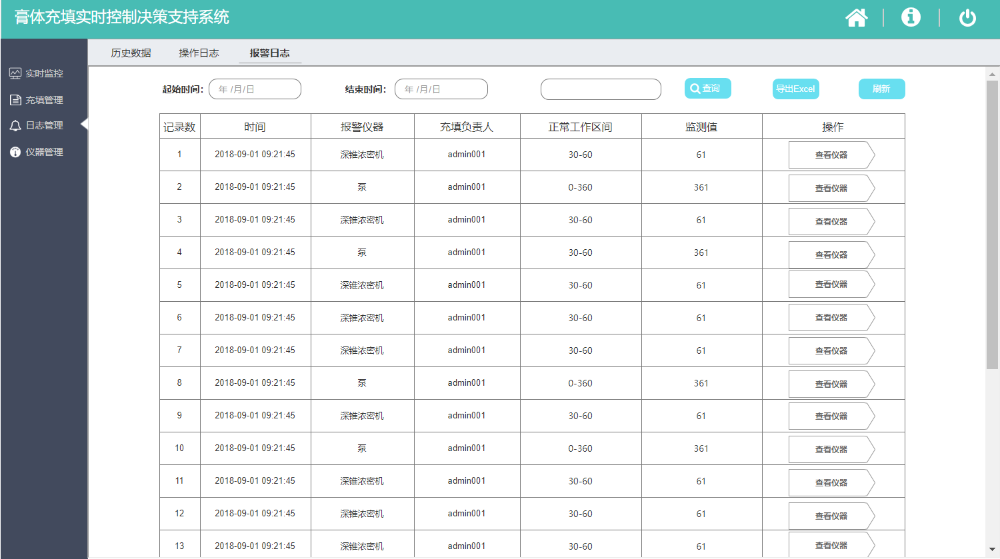 膏体充填实时控制决策支持系统
历史数据 操作日志 报警日志
实时监控
充填管理
日志管理
仪器管理
起始时间： 年 /月/日 结束时间： 年 /月/日 查询 导出Excel 刷新
记录数 时间 报警仪器 充填负责人 正常工作区间 监测值 操作
1 2018-09-01 09:21:45 深锥浓密机 admin001 30-60 61 查看仪器
2 2018-09-01 09:21:45 泵 admin001 0-360 361 查看仪器
3 2018-09-01 09:21:45 深锥浓密机 admin001 30-60 61 查看仪器
4 2018-09-01 09:21:45 泵 admin001 30-60 361 查看仪器
5 2018-09-01 09:21:45 深锥浓密机 admin001 30-60 61 查看仪器
6 2018-09-01 09:21:45 深锥浓密机 admin001 30-60 61 查看仪器
7 2018-09-01 09:21:45 深锥浓密机 admin001 30-60 61 查看仪器
8 2018-09-01 09:21:45 泵 admin001 0-360 361 查看仪器
9 2018-09-01 09:21:45 深锥浓密机 admin001 30-60 61 查看仪器
10 2018-09-01 09:21:45 泵 admin001 0-360 361 查看仪器
11 2018-09-01 09:21:45 深锥浓密机 admin001 30-60 61 查看仪器
12 2018-09-01 09:21:45 深锥浓密机 admin001 30-60 61 查看仪器
13 2018-09-01 09:21:45 深锥浓密机 admin001 30-60 61 查看仪器